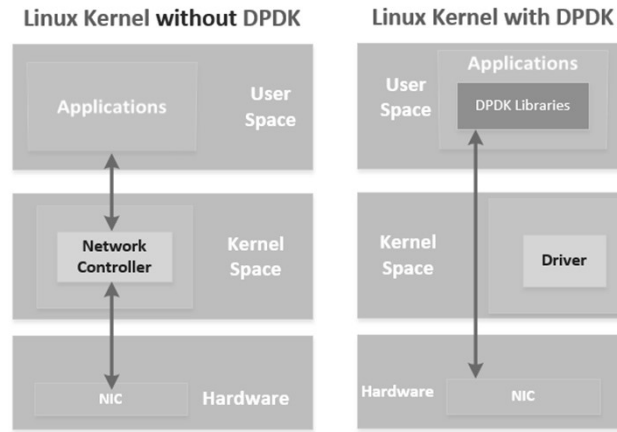 Linux Kernel without DPDK
Applications
User
Space
Network
Controller
Kernel
Space
NIC
Hardware
Linux Kernel with DPDK
User
Space
Applications
DPDK Libraries
Kernel
Space
Driver
Hardware
NIC